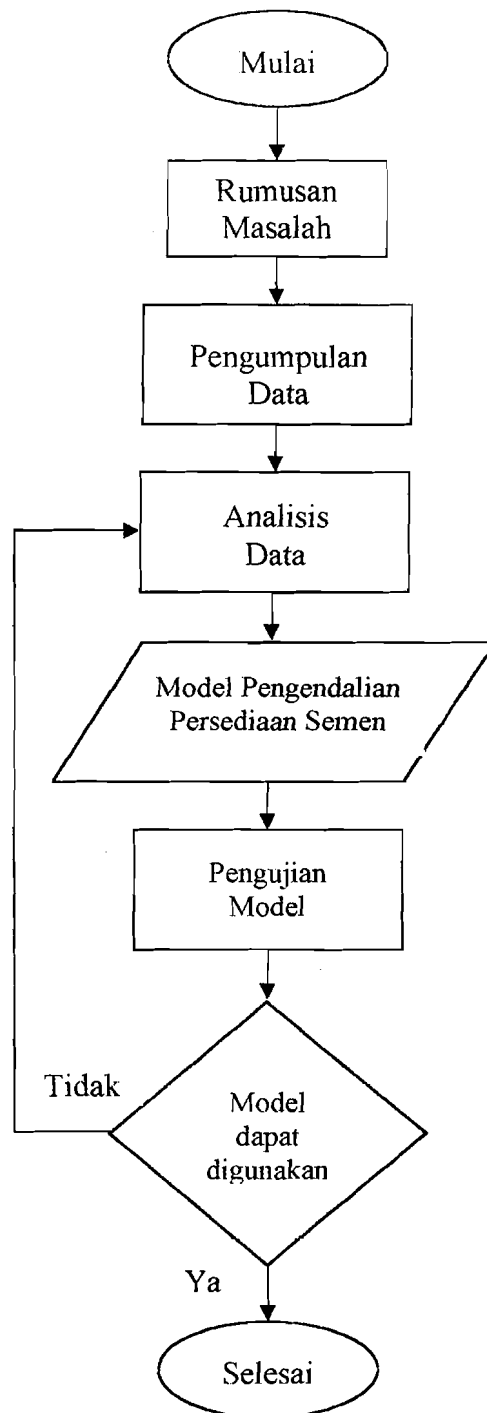 Mulai
Rumusan
Masalah
Pengumpulan
Data
Analisis
Data
Model Pengendalian
Persediaan Semen
Pengujian
Model
Tidak
Model
dapat
digunakan
Ya
Selesai